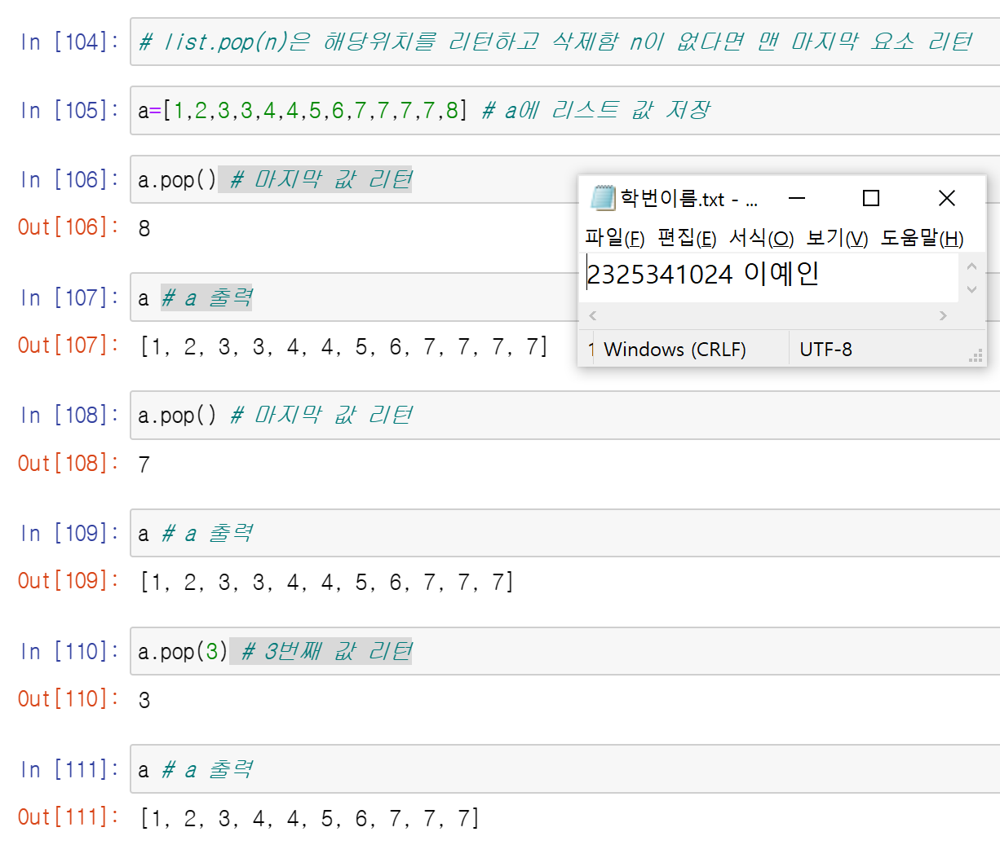 In [104]: # list.pop(n)은 해당위치를 리턴하고 삭제함 n이 없다면 맨 마지막 요소 리턴
In [105]: a=[1,2,3,3,4,4,5,6,7,7,7,7,8] # a에 리스트 값 저장
In [106]: a.pop() # 마지막 값 리턴
Out[106]: 8
In [107]: a # a 출력
Out[107]: [1, 2, 3, 3, 4, 4, 5, 6, 7, 7, 7, 7]
학번이름.txt - ...
파일(F) 편집(E) 서식(O) 보기(V) 도움말(H)
2325341024 이예인
1 Windows (CRLF) UTF-8
In [108]: a.pop() # 마지막 값 리턴
Out[108]: 7
In [109]: a # a 출력
Out[109]: [1, 2, 3, 3, 4, 4, 5, 6, 7, 7, 7]
In [110]: a.pop(3) # 3번째 값 리턴
Out[110]: 3
In [111]: a # a 출력
Out[111]: [1, 2, 3, 4, 4, 5, 6, 7, 7, 7]